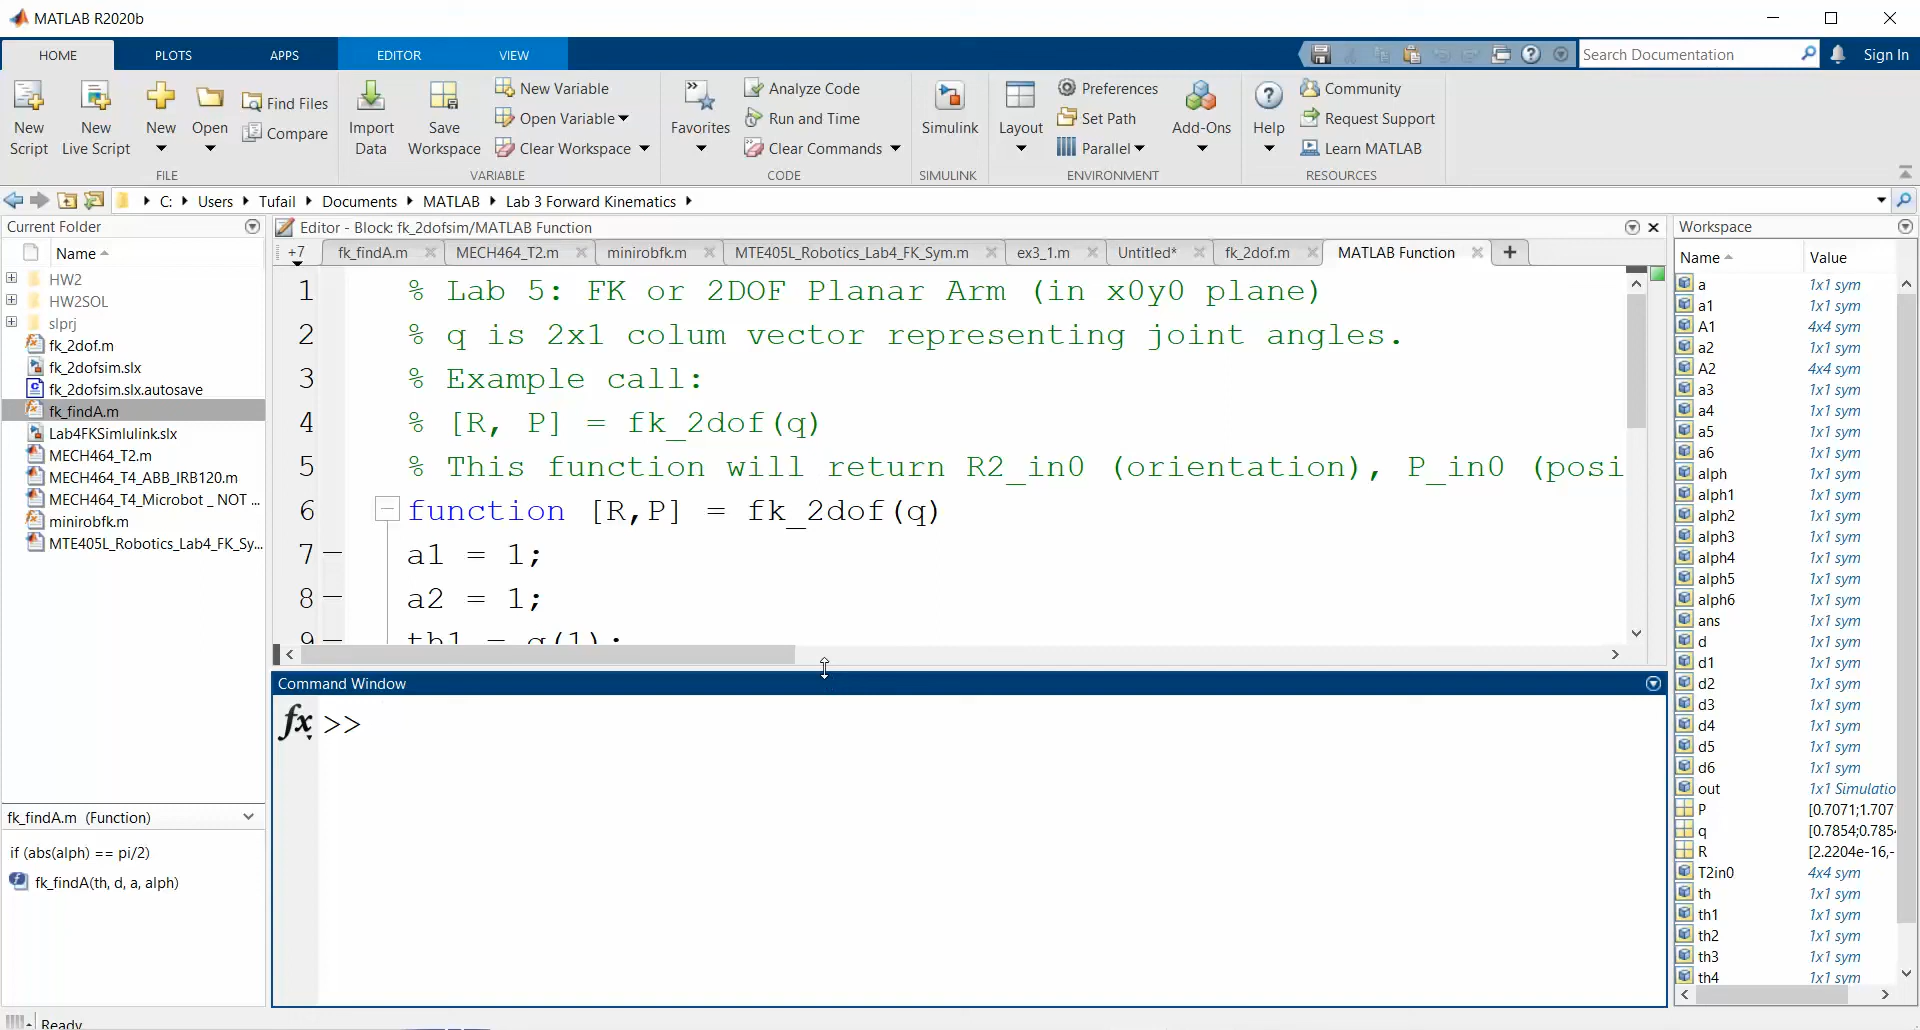 MATLAB R2020b
HOME PLOTS APPS EDITOR VIEW
Search Documentation
Sign In
New Script
New Live Script
New
Open
Find Files
Compare
FILE
Import Data
Save Workspace
New Variable
Open Variable
Clear Workspace
VARIABLE
Favorites
Analyze Code
Run and Time
Clear Commands
CODE
Simulink
SIMULINK
Layout
Preferences
Set Path
Parallel
Add-Ons
ENVIRONMENT
Help
Community
Request Support
Learn MATLAB
RESOURCES
C: Users Tufail Documents MATLAB Lab 3 Forward Kinematics
Current Folder
Name
HW2
HW2SOL
slprj
fk_2dof.m
fk_2dofsim.slx
fk_2dofsim.slx.autosave
fk_findA.m
Lab4FKSimlulink.slx
MECH464_T2.m
MECH464_T4_ABB_IRB120.m
MECH464_T4_Microbot _ NOT ...
minirobfk.m
MTE405L_Robotics_Lab4_FK_Sy...
fk_findA.m (Function)
if (abs(alph) == pi/2)
fk_findA(th, d, a, alph)
Ready
Editor - Block: fk_2dofsim/MATLAB Function
+7 fk_findA.m MECH464_T2.m minirobfk.m MTE405L_Robotics_Lab4_FK_Sym.m ex3_1.m Untitled* fk_2dof.m MATLAB Function
1 % Lab 5: FK or 2DOF Planar Arm (in x0y0 plane)
2 % q is 2x1 colum vector representing joint angles.
3 % Example call:
4 % [R, P] = fk_2dof(q)
5 % This function will return R2_in0 (orientation), P_in0 (posi
6 function [R,P] = fk_2dof(q)
7 a1 = 1;
8 a2 = 1;
9 th1 = q(1);
Command Window
fx >>
Workspace
Name Value
a 1x1 sym
a1 1x1 sym
A1 4x4 sym
a2 1x1 sym
A2 4x4 sym
a3 1x1 sym
a4 1x1 sym
a5 1x1 sym
a6 1x1 sym
alph 1x1 sym
alph1 1x1 sym
alph2 1x1 sym
alph3 1x1 sym
alph4 1x1 sym
alph5 1x1 sym
alph6 1x1 sym
ans 1x1 sym
d 1x1 sym
d1 1x1 sym
d2 1x1 sym
d3 1x1 sym
d4 1x1 sym
d5 1x1 sym
d6 1x1 sym
out 1x1 Simulatio
P [0.7071;1.707
q [0.7854;0.785
R [2.2204e-16,-
T2in0 4x4 sym
th 1x1 sym
th1 1x1 sym
th2 1x1 sym
th3 1x1 sym
th4 1x1 sym